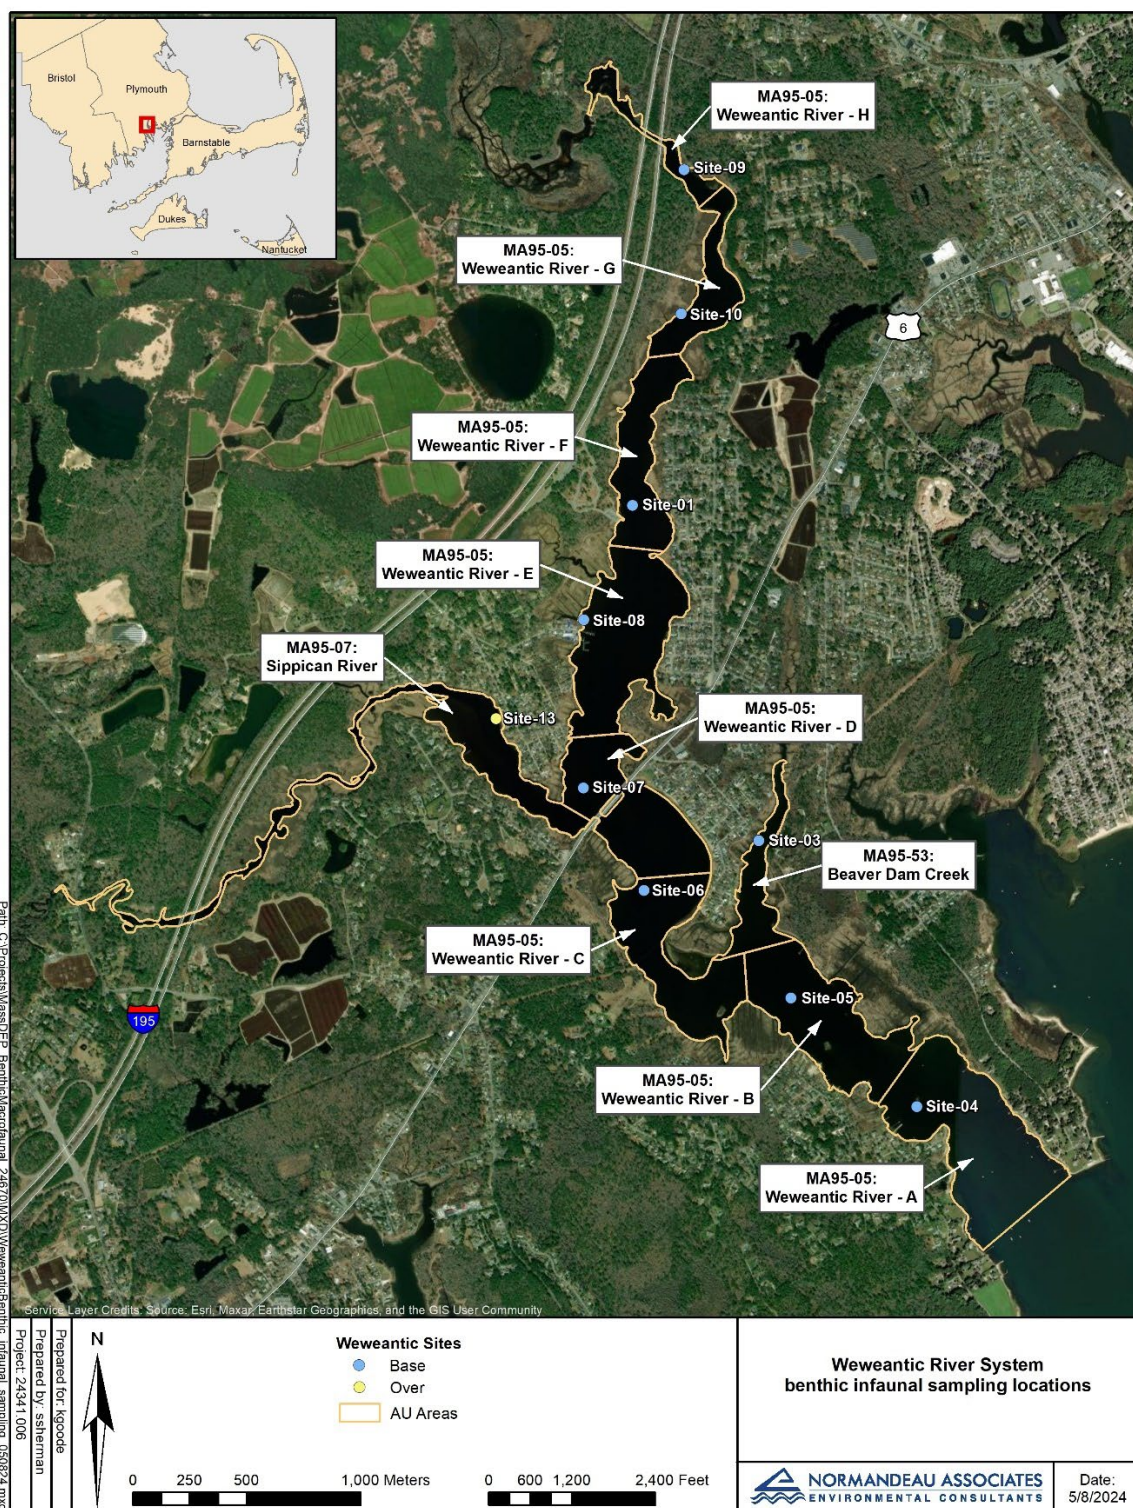 Bristol
Plymouth
Barnstable
Dukes
Nantucket
MA95-05:
Weweantic River - H
Site-09
MA95-05:
Weweantic River - G
Site-10
6
MA95-05:
Weweantic River - F
Site-01
MA95-05:
Weweantic River - E
Site-08
MA95-07:
Sippican River
Site-13
MA95-05:
Weweantic River - D
Site-07
Site-03
MA95-53:
Beaver Dam Creek
Site-06
MA95-05:
Weweantic River - C
Site-05
195
MA95-05:
Weweantic River - B
Site-04
MA95-05:
Weweantic River - A
Service Layer Credits: Source: Esri, Maxar, Earthstar Geographics, and the GIS User Community
Path: C:\Projects\MassDEP_BenthicMacrofaunal_24670\MXD\WeweanticBenthic_infaunal_sampling_050824.mxd
Prepared for: kgoode
Prepared by: ssherman
Project: 24341.006
N
Weweantic Sites
Base
Over
AU Areas
0 250 500 1,000 Meters
0 600 1,200 2,400 Feet
Weweantic River System
benthic infaunal sampling locations
NORMANDEAU ASSOCIATES
ENVIRONMENTAL CONSULTANTS
Date:
5/8/2024